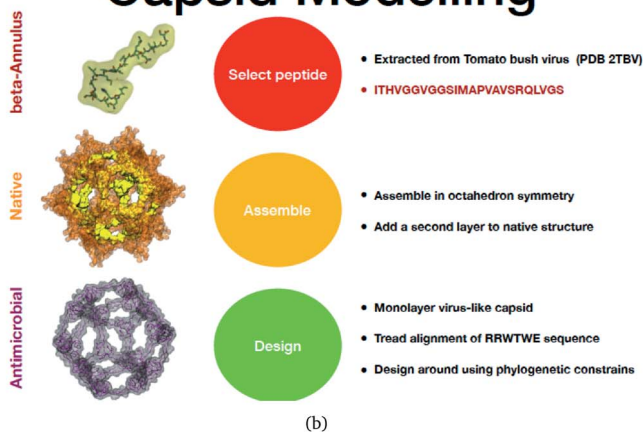 Capsid Modelling
beta-Annulus
Select peptide
• Extracted from Tomato bush virus (PDB 2TBV)
• ITHVGGVGGSIMAPVAVSRQLVGS
Native
Assemble
• Assemble in octahedron symmetry
• Add a second layer to native structure
Antimicrobial
Design
• Monolayer virus-like capsid
• Tread alignment of RRWTWE sequence
• Design around using phylogenetic constrains
(b)